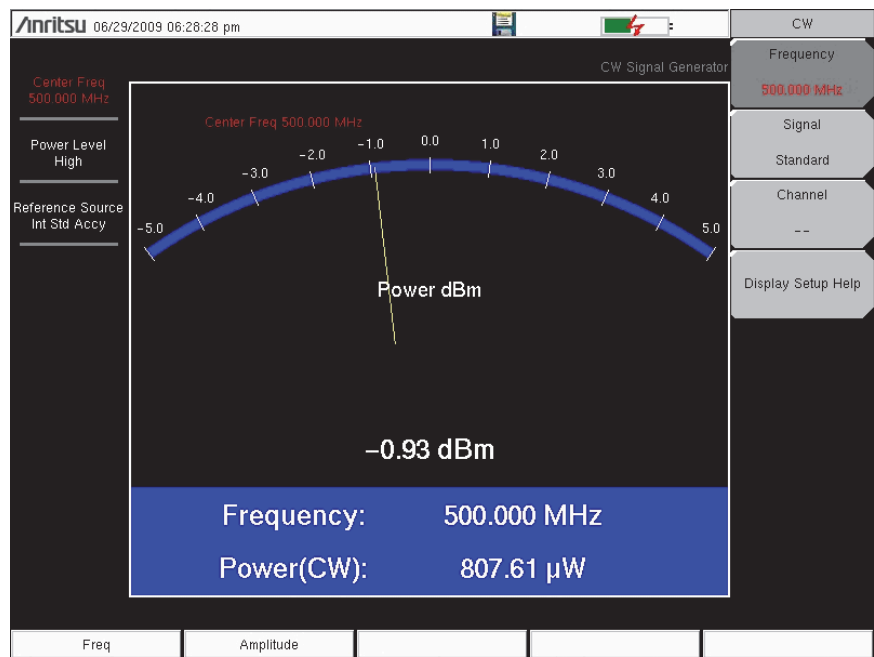 Anritsu 06/29/2009 06:28:28 pm
CW
CW Signal Generator
Center Freq
500.000 MHz
Power Level
High
Reference Source
Int Std Accy
Center Freq 500.000 MHz
-5.0 -4.0 -3.0 -2.0 -1.0 0.0 1.0 2.0 3.0 4.0 5.0
Power dBm
-0.93 dBm
Frequency: 500.000 MHz
Power(CW): 807.61 µW
Frequency
500.000 MHz
Signal
Standard
Channel
--
Display Setup Help
Freq
Amplitude